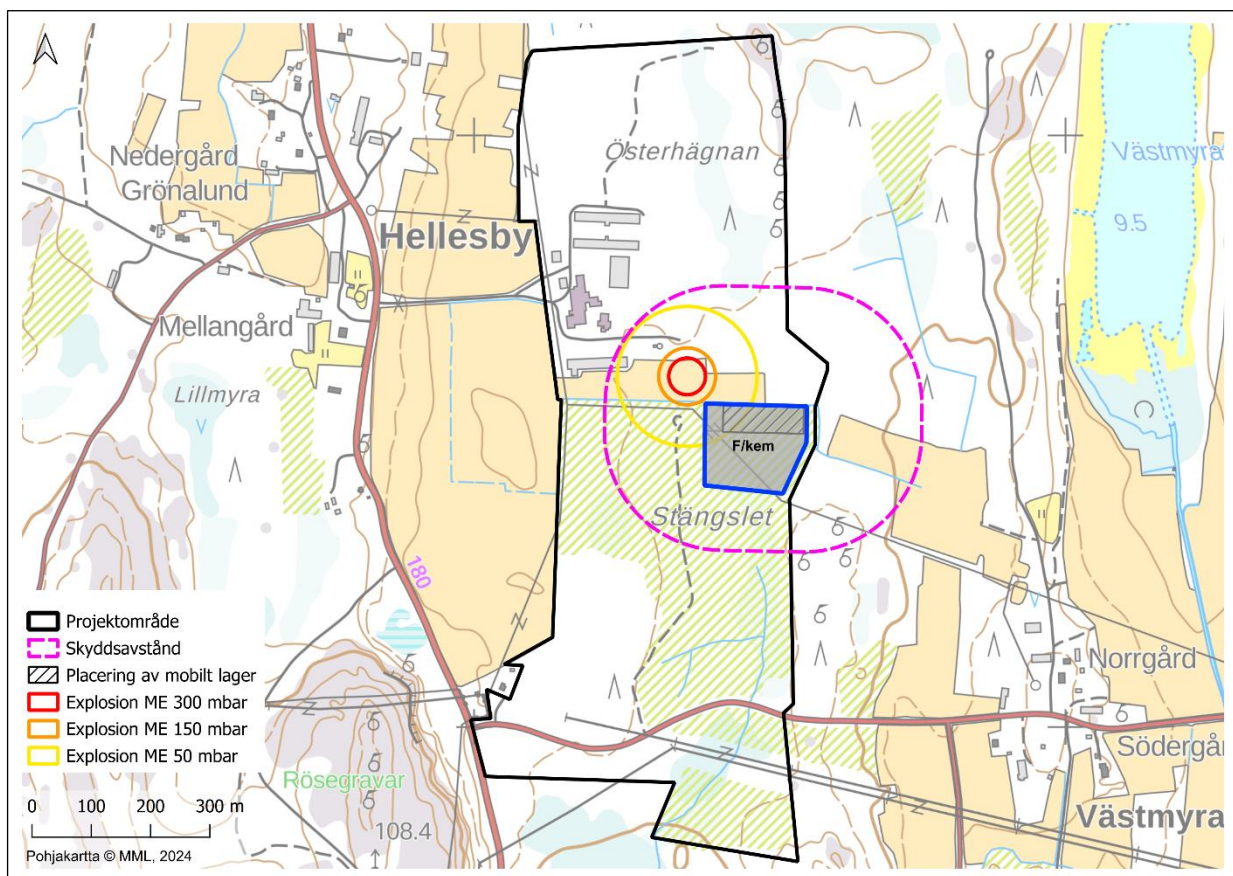 Österhägnan
Nedergård
Grönalund
Västmyra
9.5
Hellesby
Mellangård
Lillmyra
F/kem
Stängslet
180
Norrgård
Södergår
Västmyra
Rösegravar
108.4
Projektområde
Skyddsavstånd
Placering av mobilt lager
Explosion ME 300 mbar
Explosion ME 150 mbar
Explosion ME 50 mbar
0 100 200 300 m
Pohjakartta © MML, 2024